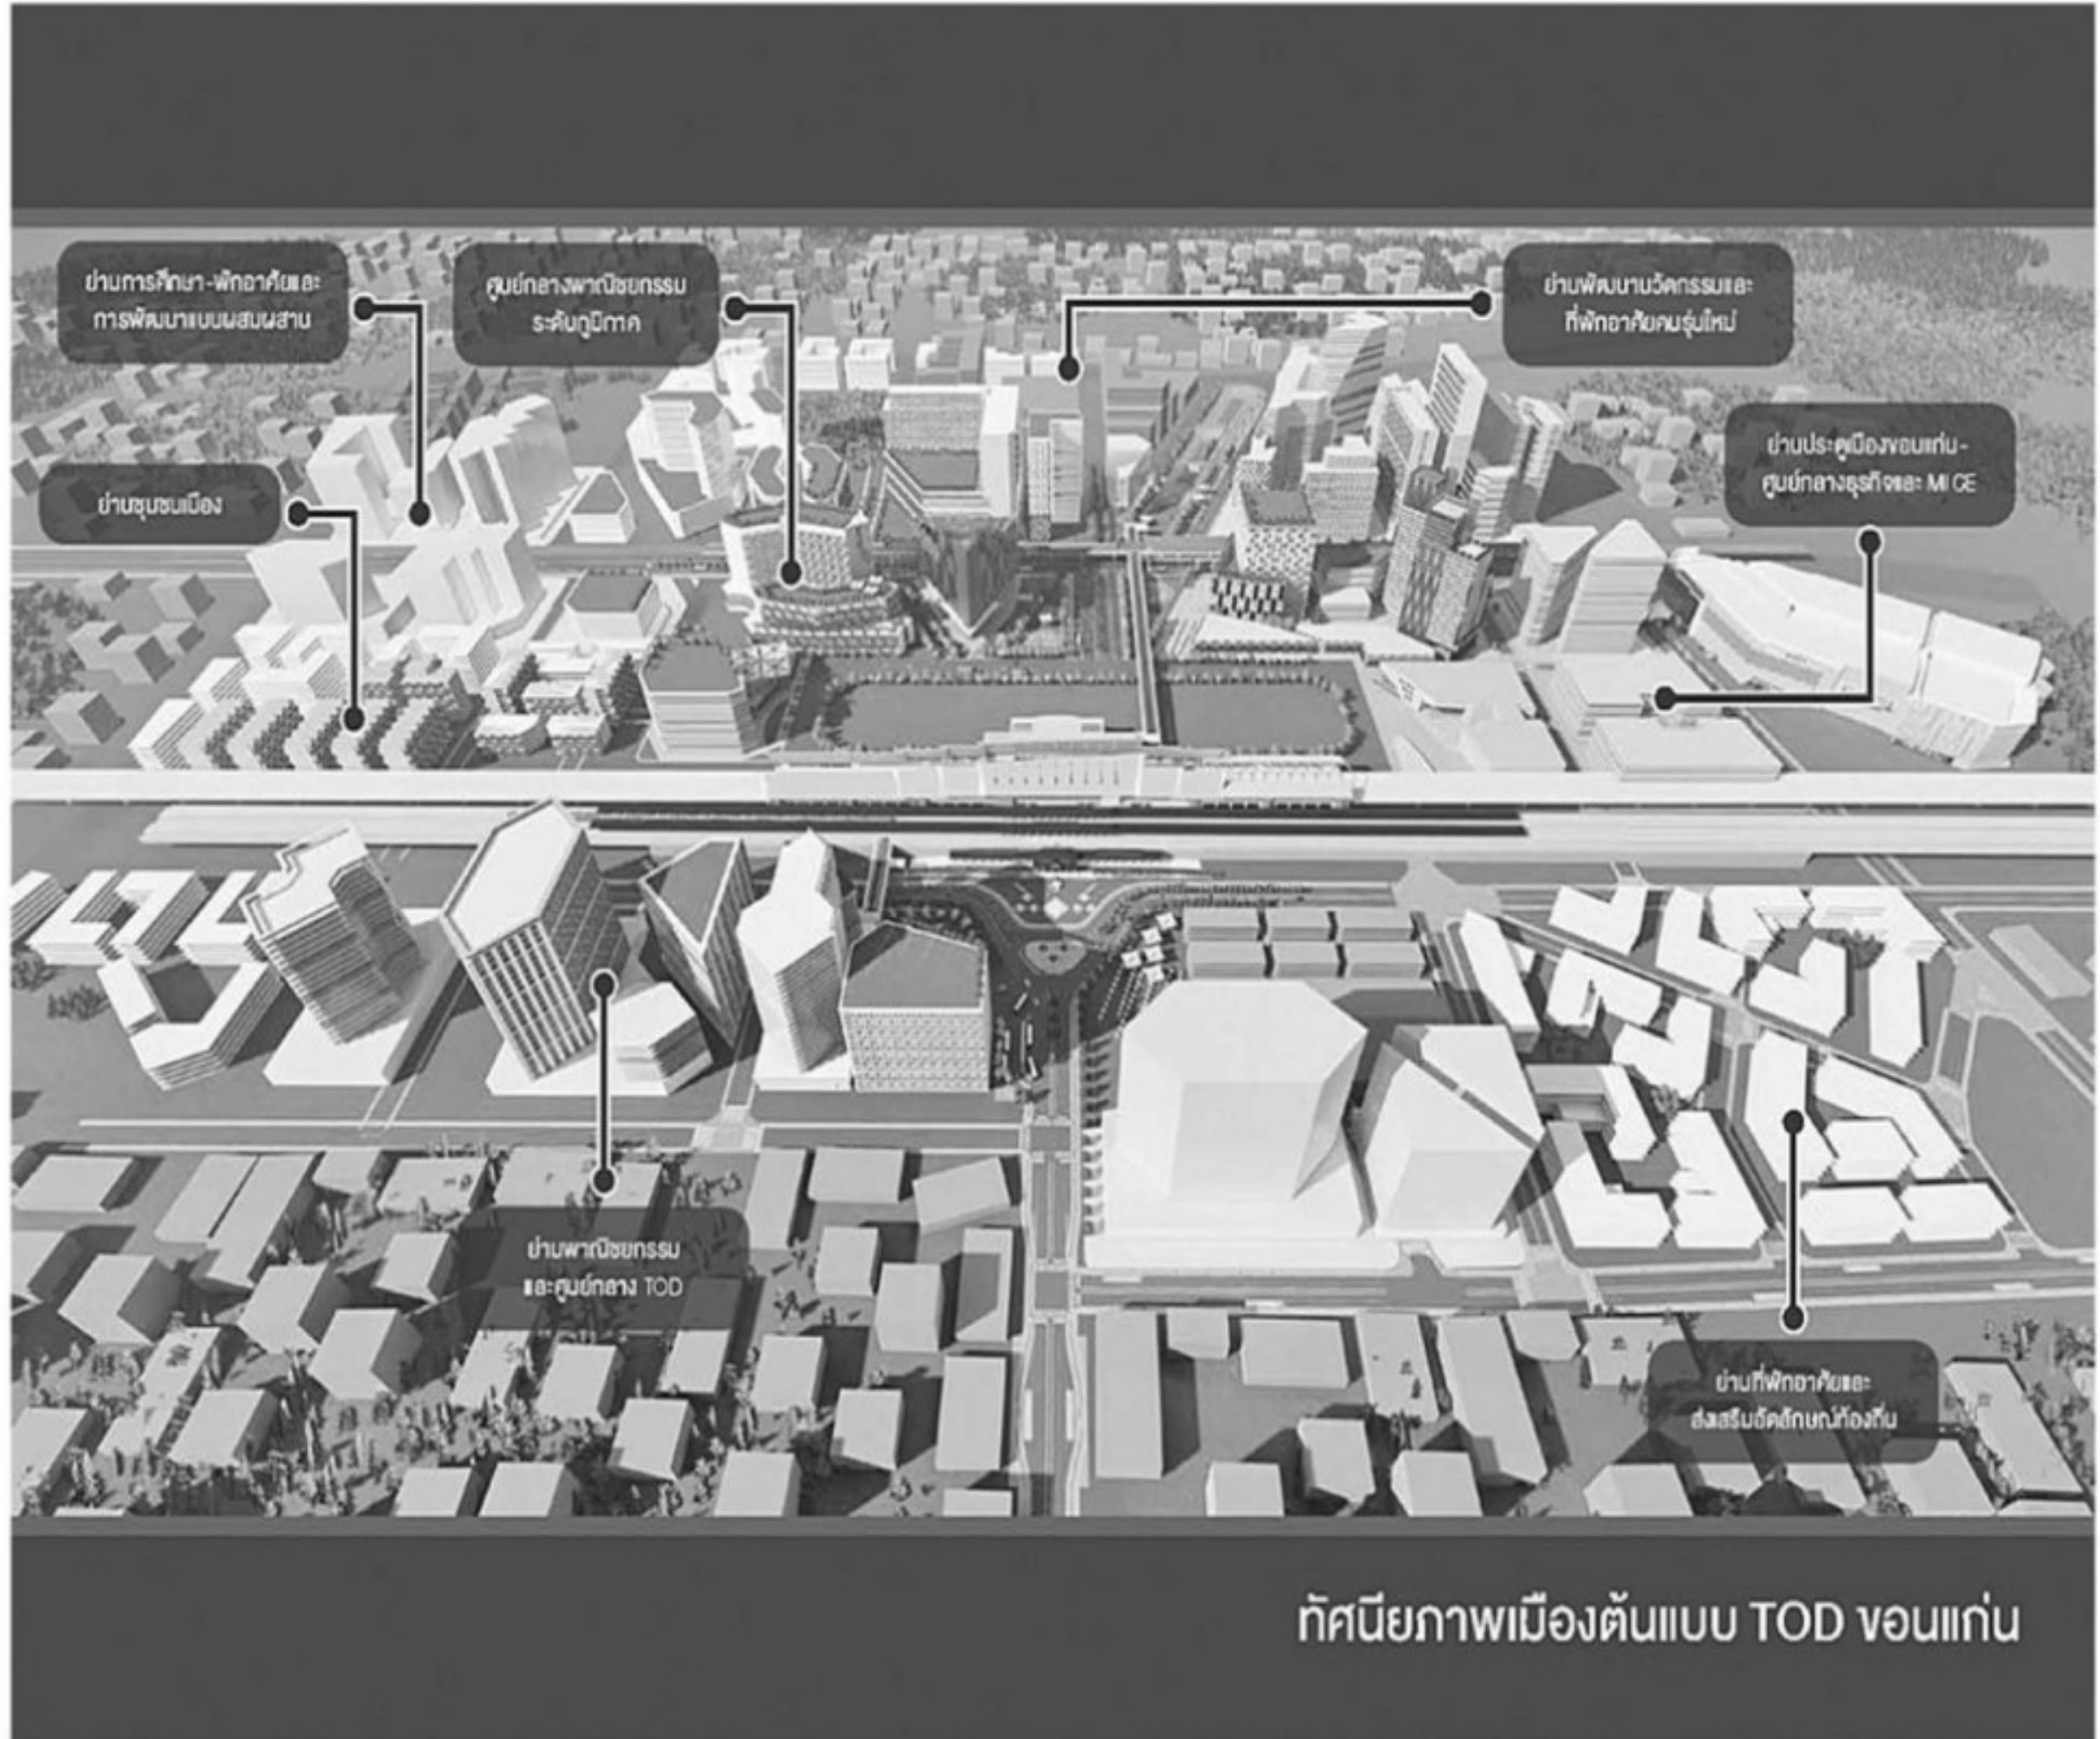 ย่านการศึกษา-พักอาศัยและ
การพัฒนาแบบผสมผสาน
ศูนย์กลางพาณิชยกรรม
ระดับภูมิภาค
ย่านพัฒนานวัตกรรมและ
ที่พักอาศัยคนรุ่นใหม่
ย่านประตูเมืองขอนแก่น-
ศูนย์กลางธุรกิจและ MICE
ย่านชุมชนเมือง
ย่านพาณิชยกรรม
และศูนย์กลาง TOD
ย่านที่พักอาศัยและ
ส่งเสริมอัตลักษณ์ท้องถิ่น
ทัศนียภาพเมืองต้นแบบ TOD ขอนแก่น